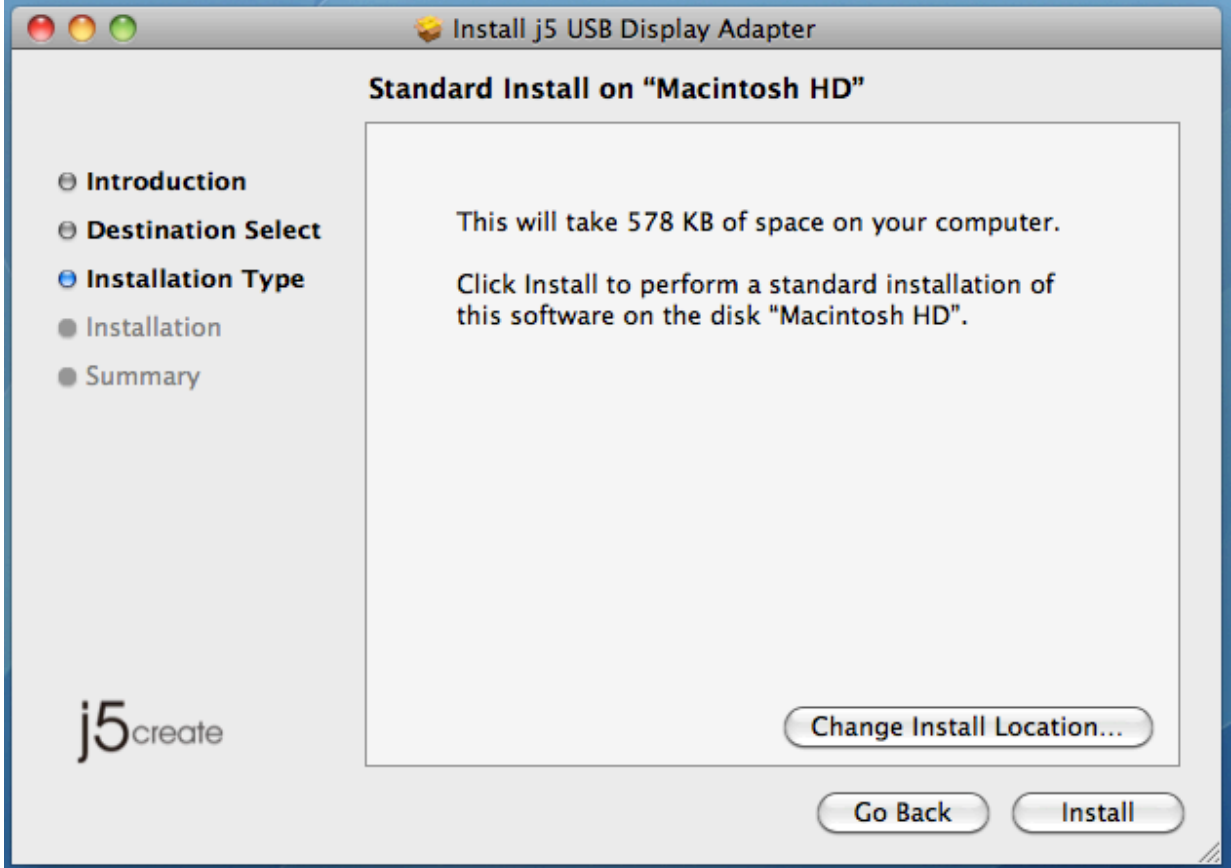 Install j5 USB Display Adapter
Standard Install on “Macintosh HD”
Introduction
Destination Select
Installation Type
Installation
Summary
This will take 578 KB of space on your computer.
Click Install to perform a standard installation of
this software on the disk “Macintosh HD”.
j5create
Change Install Location...
Go Back
Install